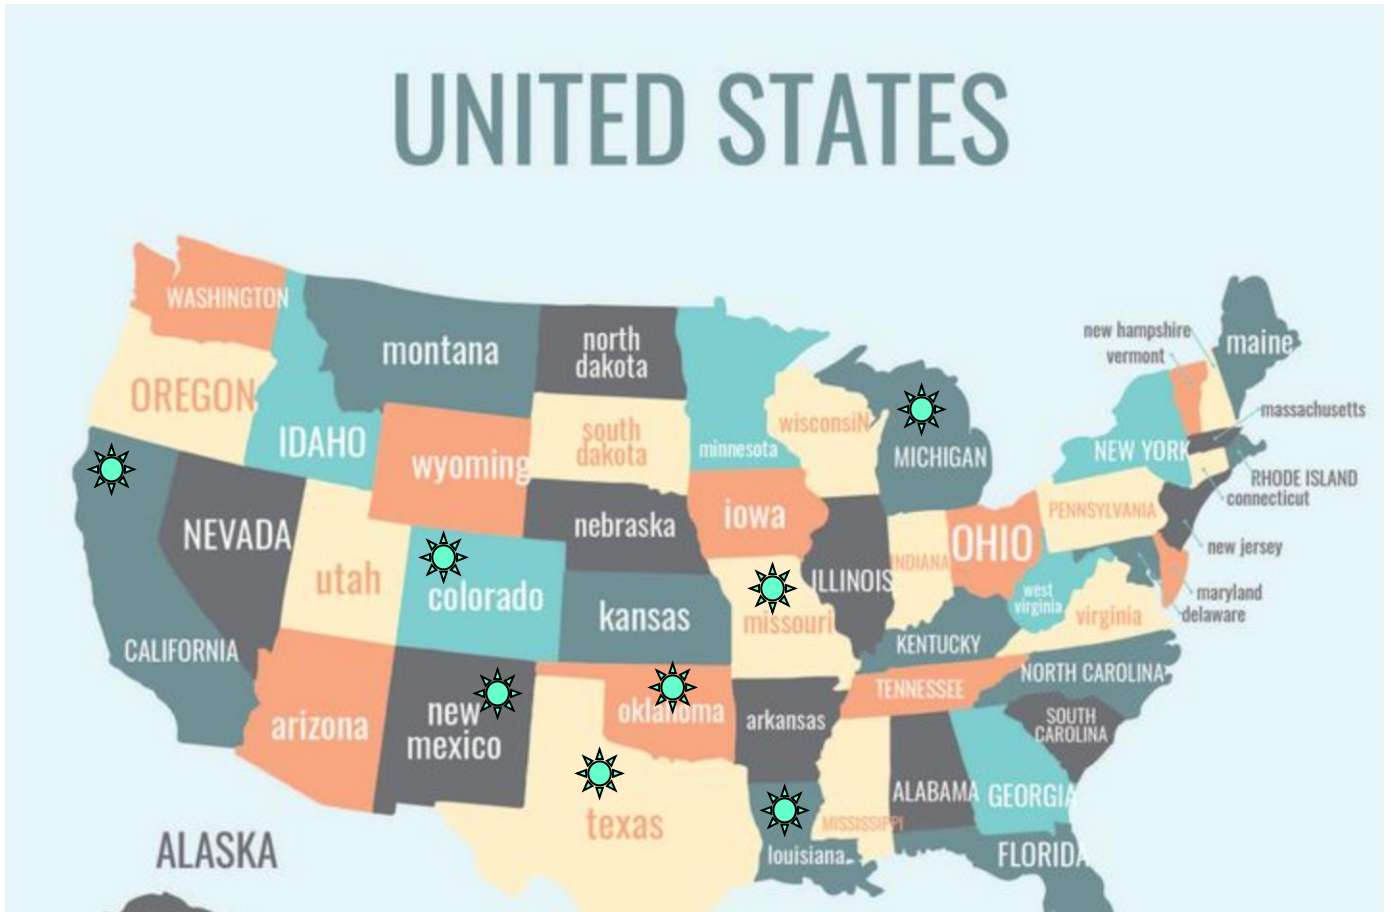 UNITED STATES
WASHINGTON
OREGON
IDAHO
montana
north
dakota
south
dakota
minnesota
wisconsiN
MICHIGAN
wyoming
NEVADA
utah
colorado
nebraska
iowa
kansas
missouri
ILLINOIS
INDIANA
OHIO
PENNSYLVANIA
NEW YORK
new hampshire
vermont
maine
massachusetts
RHODE ISLAND
connecticut
new jersey
maryland
delaware
west
virginia
virginia
KENTUCKY
NORTH CAROLINA
TENNESSEE
SOUTH
CAROLINA
CALIFORNIA
arizona
new
mexico
oklahoma
arkansas
texas
louisiana
MISSISSIPPI
ALABAMA
GEORGIA
FLORIDA
ALASKA